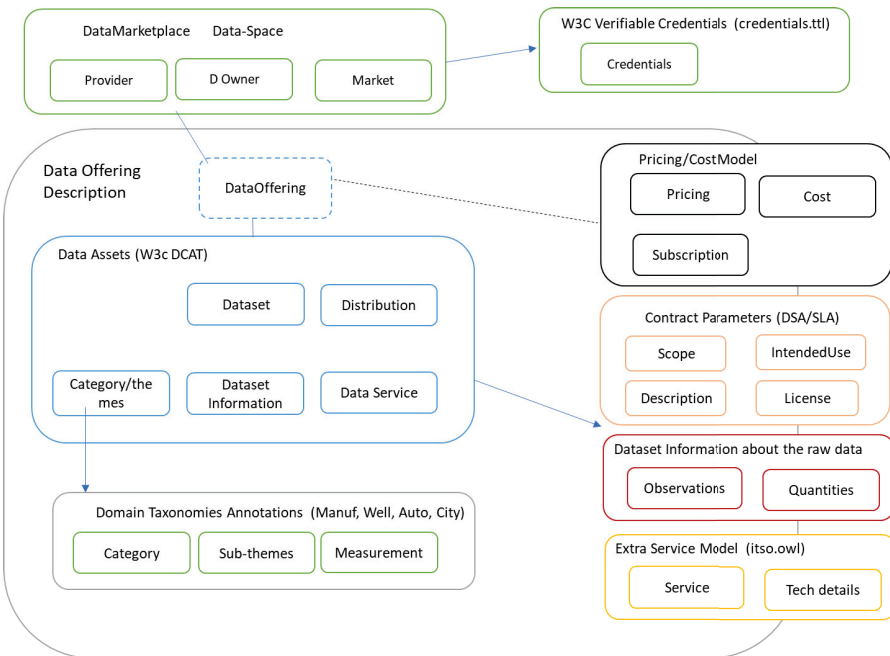 DataMarketplace Data-Space
Provider
D Owner
Market
W3C Verifiable Credentials (credentials.ttl)
Credentials
Data Offering
Description
DataOffering
Pricing/CostModel
Pricing
Cost
Subscription
Data Assets (W3c DCAT)
Dataset
Distribution
Category/the
mes
Dataset
Information
Data Service
Contract Parameters (DSA/SLA)
Scope
IntendedUse
Description
License
Dataset Information about the raw data
Observations
Quantities
Domain Taxonomies Annotations (Manuf, Well, Auto, City)
Category
Sub-themes
Measurement
Extra Service Model (itso.owl)
Service
Tech details